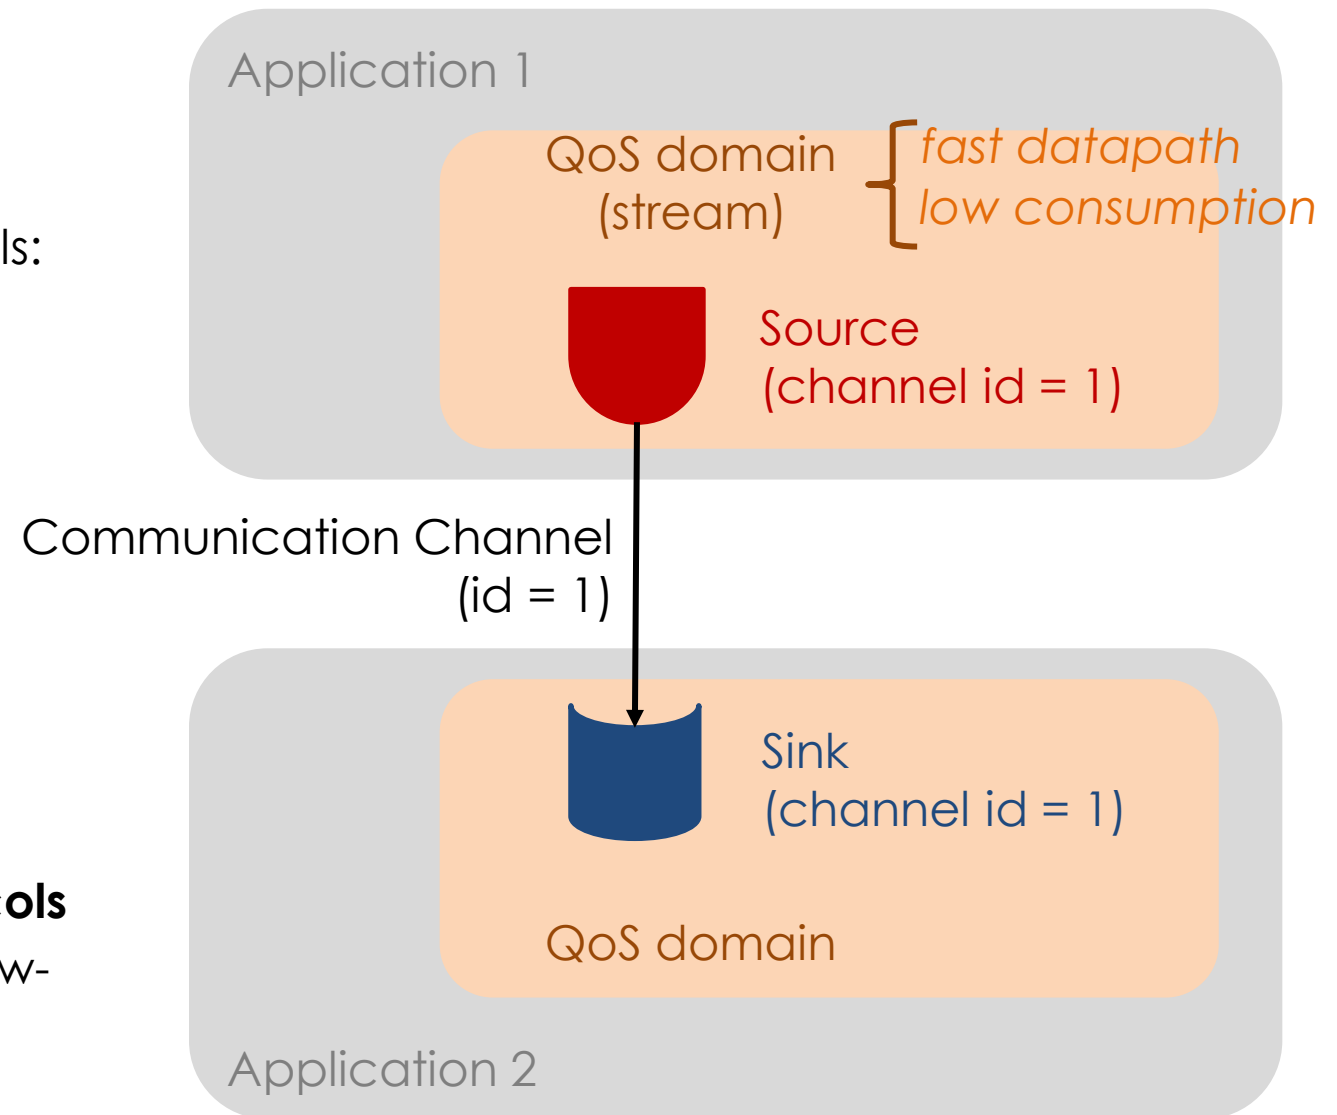 Application 1
QoS domain
(stream)
fast datapath
low consumption
ls:
Source
(channel id = 1)
Communication Channel
(id = 1)
Sink
(channel id = 1)
cols
w-
QoS domain
Application 2